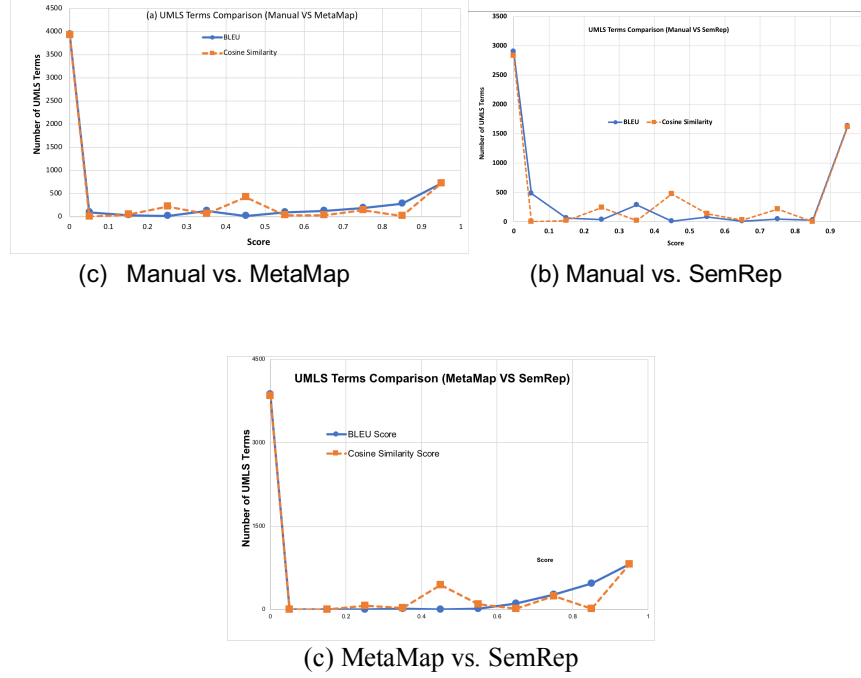 (a) UMLS Terms Comparison (Manual VS MetaMap)
BLEU
Cosine Similarity
Number of UMLS Terms
4500
4000
3500
3000
2500
2000
1500
1000
500
0
0 0.1 0.2 0.3 0.4 0.5 0.6 0.7 0.8 0.9 1
Score
(c) Manual vs. MetaMap
UMLS Terms Comparison (Manual VS SemRep)
BLEU Cosine Similarity
Number of UMLS Terms
3500
3000
2500
2000
1500
1000
500
0
0 0.1 0.2 0.3 0.4 0.5 0.6 0.7 0.8 0.9
Score
(b) Manual vs. SemRep
UMLS Terms Comparison (MetaMap VS SemRep)
BLEU Score
Cosine Similarity Score
Number of UMLS Terms
4500
3000
1500
0
Score
0 0.2 0.4 0.6 0.8 1
(c) MetaMap vs. SemRep